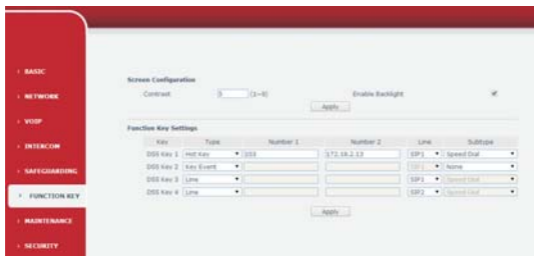 › BASIC
› NETWORK
› VOIP
› INTERCOM
› SAFEGUARDING
› FUNCTION KEY
› MAINTENANCE
› SECURITY
Screen Configuration
Contrast 5 (1~9) Enable Backlight
Apply
Function Key Settings
Key Type Number 1 Number 2 Line Subtype
DSS Key 1 Hot Key 172.18.2.13 SIP1 Speed Dial
DSS Key 2 Key Event SIP1 None
DSS Key 3 Line SIP1 Speed Dial
DSS Key 4 Line SIP2 Speed Dial
Apply